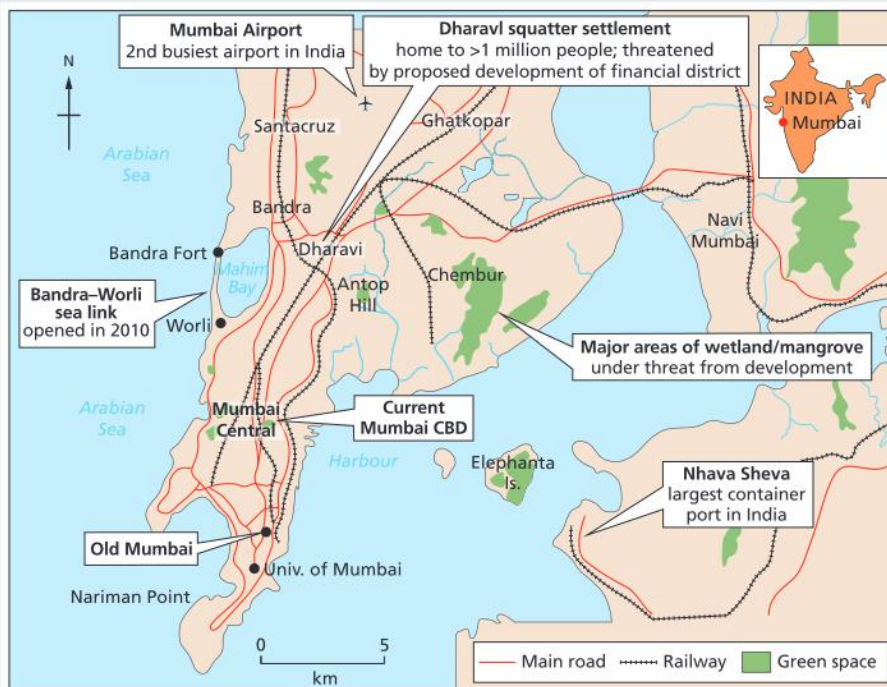 Mumbai Airport
2nd busiest airport in India
Dharavl squatter settlement
home to >1 million people; threatened
by proposed development of financial district
N
INDIA
Mumbai
Santacruz
Ghatkopar
Arabian
Sea
Bandra
Navi
Mumbai
Bandra Fort
Dharavi
Mahim
Bay
Antop
Hill
Chembur
Bandra–Worli
sea link
opened in 2010
Worli
Major areas of wetland/mangrove
under threat from development
Arabian
Sea
Mumbai
Central
Current
Mumbai CBD
Harbour
Elephanta
Is.
Nhava Sheva
largest container
port in India
Old Mumbai
Univ. of Mumbai
Nariman Point
0
5
km
Main road
Railway
Green space